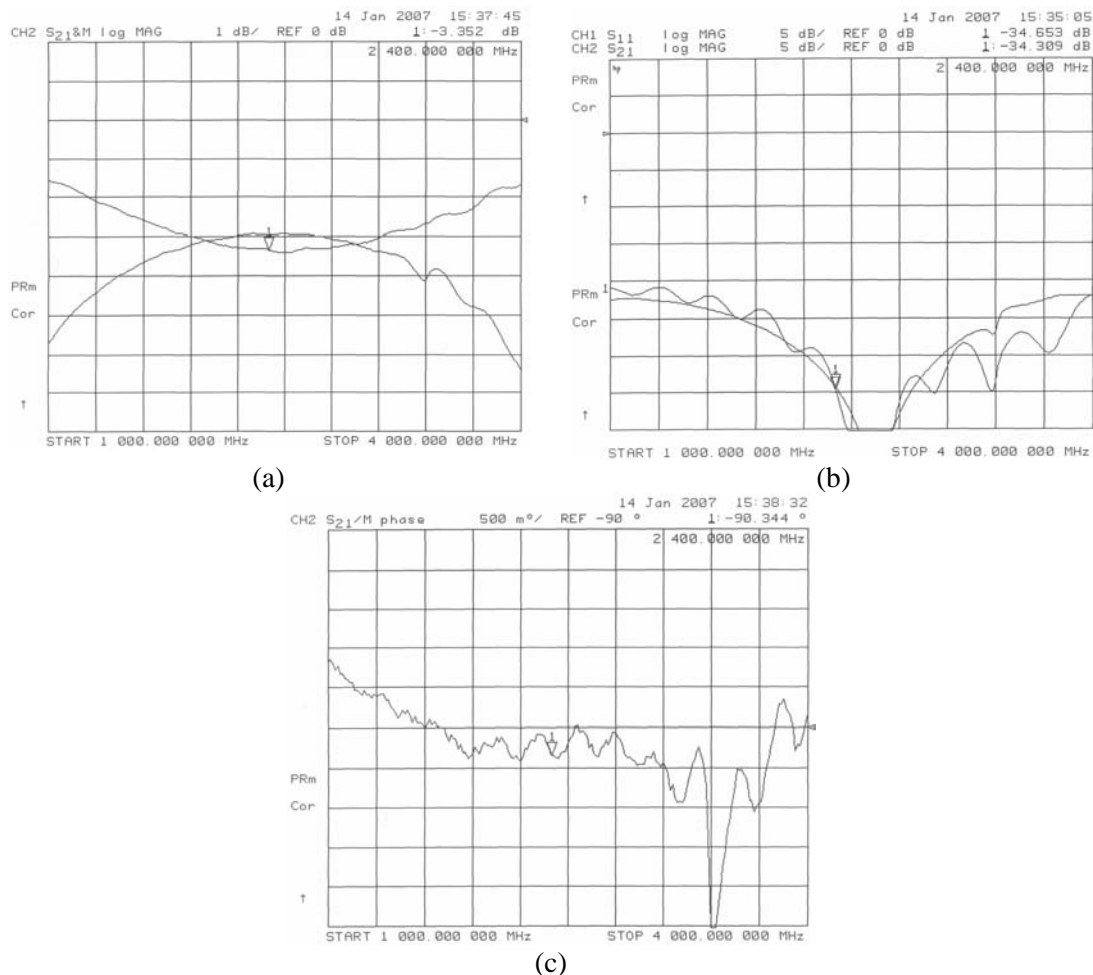 14 Jan 2007 15:37:45
CH2 S21&M log MAG 1 dB/ REF 0 dB 1:-3.352 dB
2 400.000 000 MHz
PRm
Cor
↑
START 1 000.000 000 MHz STOP 4 000.000 000 MHz
(a)
14 Jan 2007 15:35:05
CH1 S11 log MAG 5 dB/ REF 0 dB 1 -34.653 dB
CH2 S21 log MAG 5 dB/ REF 0 dB 1:-34.309 dB
2 400.000 000 MHz
PRm
Cor
↑
1
PRm
Cor
↑
START 1 000.000 000 MHz STOP 4 000.000 000 MHz
(b)
14 Jan 2007 15:38:32
CH2 S21/M phase 500 m°/ REF -90 ° 1:-90.344 °
2 400.000 000 MHz
PRm
Cor
↑
START 1 000.000 000 MHz STOP 4 000.000 000 MHz
(c)